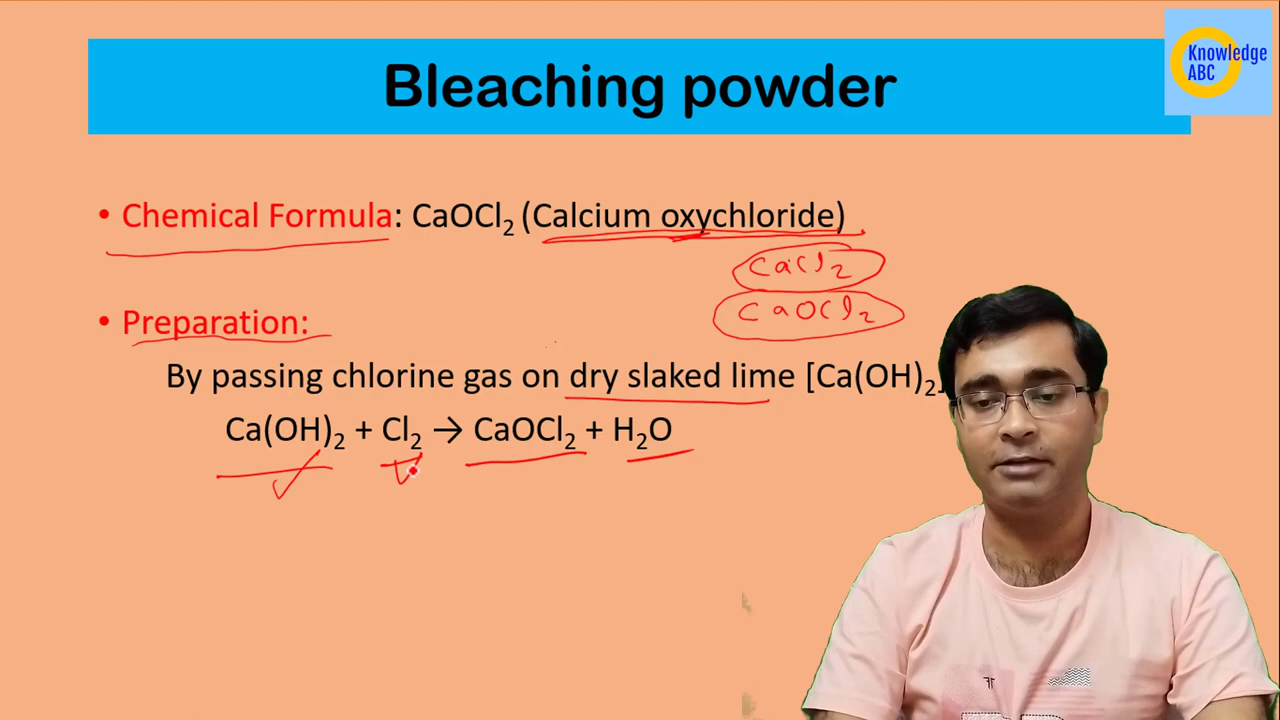 Knowledge
ABC
Bleaching powder
• Chemical Formula: CaOCl₂ (Calcium oxychloride)
CaCl₂
CaOCl₂
• Preparation:
By passing chlorine gas on dry slaked lime [Ca(OH)₂]
Ca(OH)₂ + Cl₂ → CaOCl₂ + H₂O